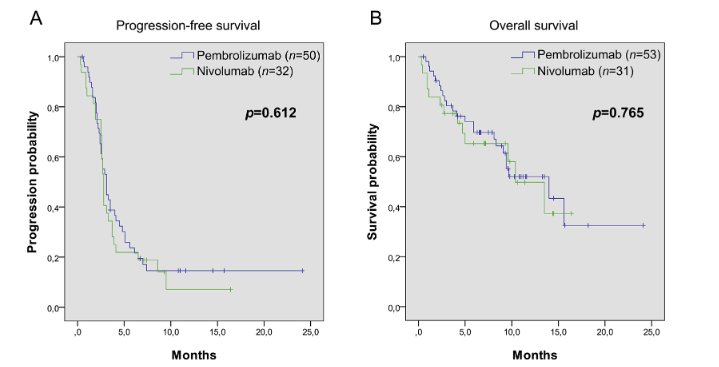 A
Progression-free survival
Pembrolizumab (n=50)
Nivolumab (n=32)
p=0.612
Progression probability
1,0
0,8
0,6
0,4
0,2
0,0
,0 5,0 10,0 15,0 20,0 25,0
Months
B
Overall survival
Pembrolizumab (n=53)
Nivolumab (n=31)
p=0.765
Survival probability
1,0
0,8
0,6
0,4
0,2
0,0
,0 5,0 10,0 15,0 20,0 25,0
Months